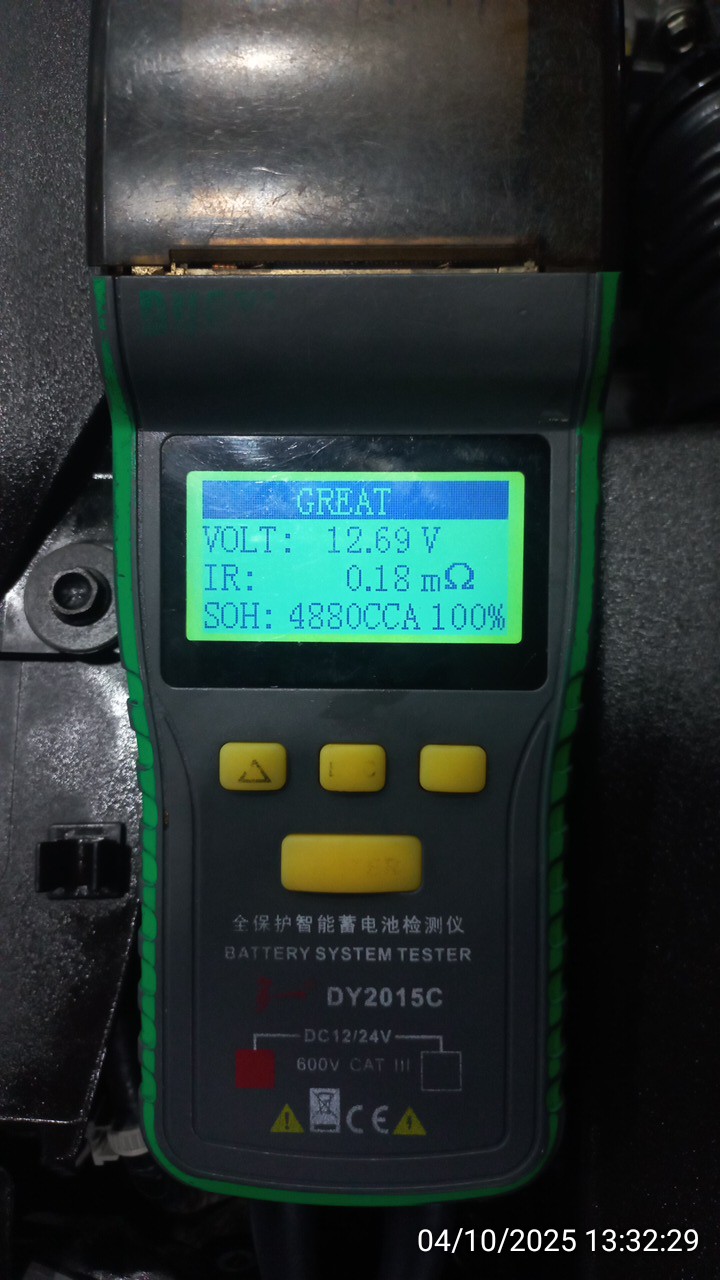 GREAT
VOLT: 12.69 V
IR: 0.18 mΩ
SOH: 4880CCA 100%
全保护智能蓄电池检测仪
BATTERY SYSTEM TESTER
DY2015C
DC12/24V
600V CAT III
CE
04/10/2025 13:32:29